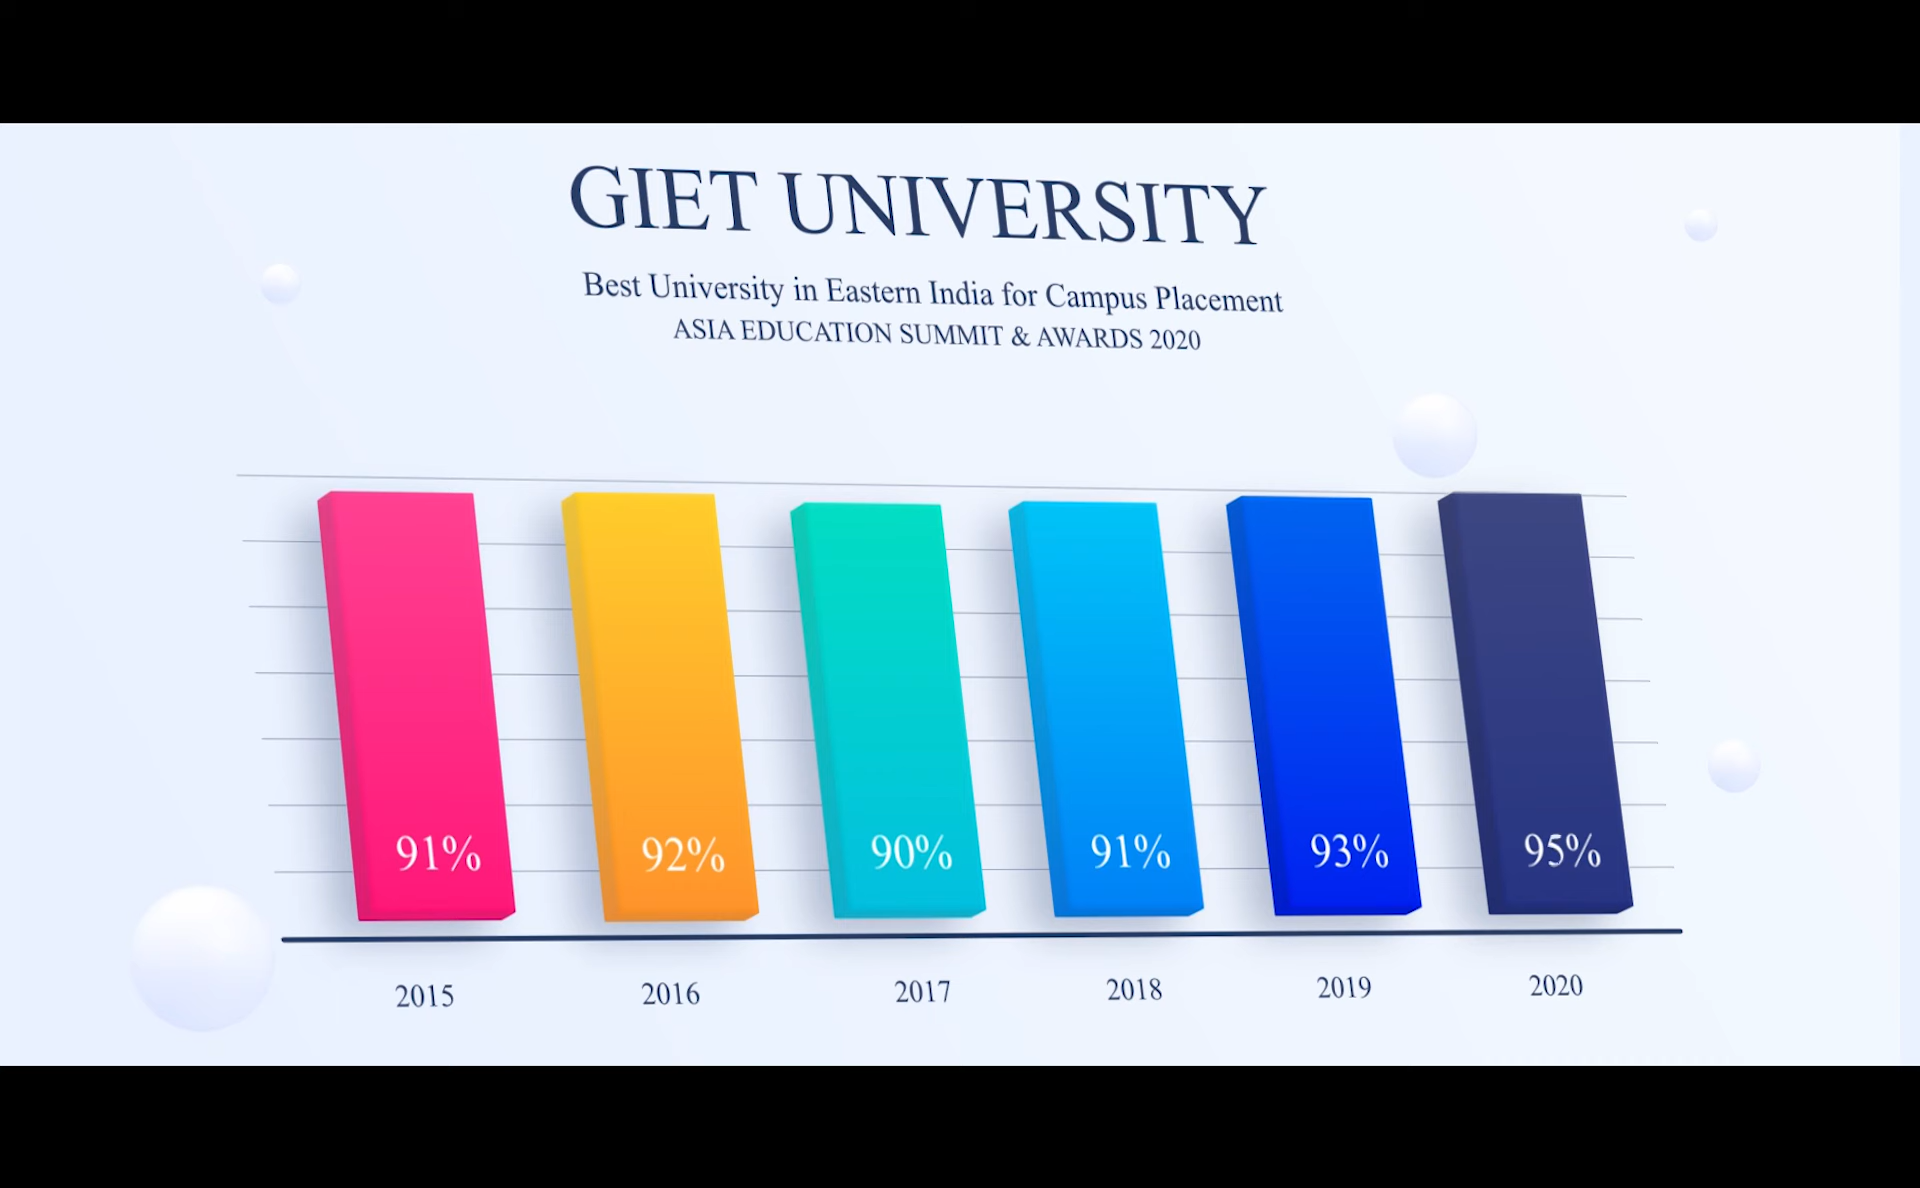 GIET UNIVERSITY
Best University in Eastern India for Campus Placement
ASIA EDUCATION SUMMIT & AWARDS 2020
91% 92% 90% 91% 93% 95%
2015 2016 2017 2018 2019 2020